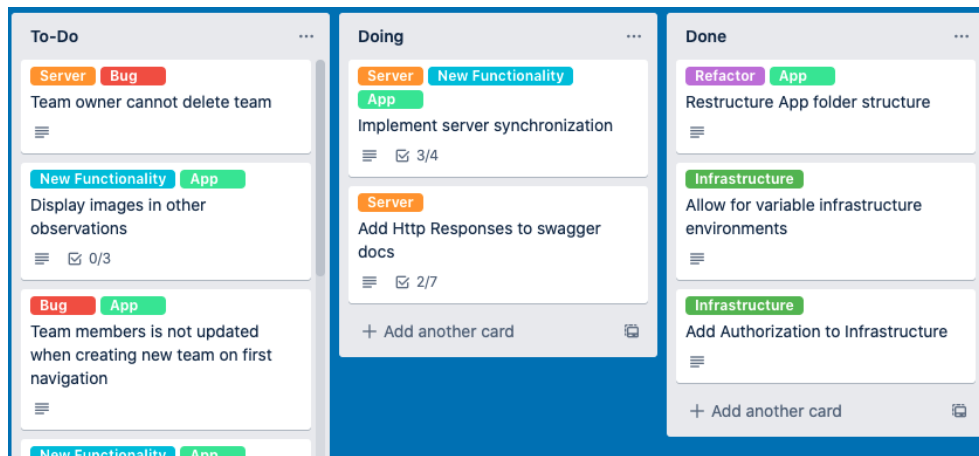 To-Do
Server Bug
Team owner cannot delete team
New Functionality App
Display images in other
observations
0/3
Bug App
Team members is not updated
when creating new team on first
navigation
New Functionality App
Doing
Server New Functionality
App
Implement server synchronization
3/4
Server
Add Http Responses to swagger
docs
2/7
+ Add another card
Done
Refactor App
Restructure App folder structure
Infrastructure
Allow for variable infrastructure
environments
Infrastructure
Add Authorization to Infrastructure
+ Add another card